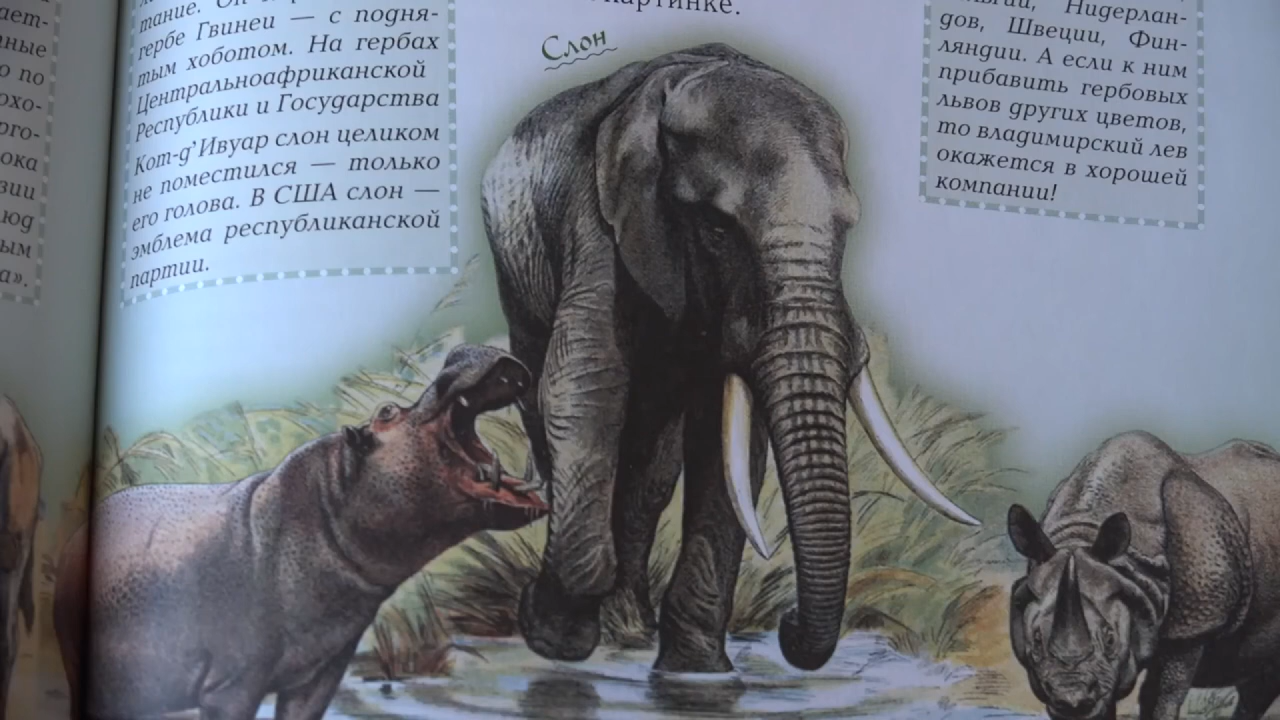 тание.
гербе Гвинеи — с подня-
тым хоботом. На гербах
Центральноафриканской
Республики и Государства
Кот-д'Ивуар слон целиком
не поместился — только
его голова. В США слон —
эмблема республиканской
партии.
картинке.
Слон
Нидерлан-
дов, Швеции, Фин-
ляндии. А если к ним
прибавить гербовых
львов других цветов,
то владимирский лев
окажется в хорошей
компании!